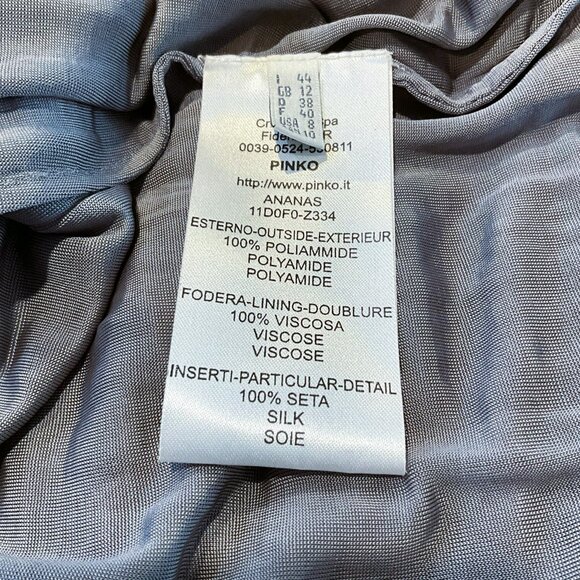 I 44
GB 12
D 38
F 40
USA 8
spa
PINKO
http://www.pinko.it
ANANAS
11D0F0-Z334
ESTERNO-OUTSIDE-EXTERIEUR
100% POLIAMMIDE
POLYAMIDE
POLYAMIDE
FODERA-LINING-DOUBLURE
100% VISCOSA
VISCOSE
VISCOSE
INSERTI-PARTICULAR-DETAIL
100% SETA
SILK
SOIE